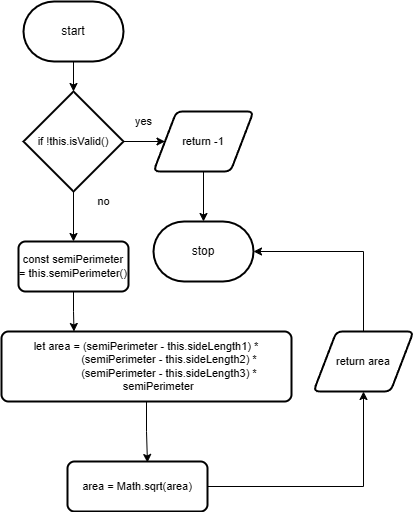 start
if !this.isValid()
yes
return -1
no
const semiPerimeter
= this.semiPerimeter()
stop
let area = (semiPerimeter - this.sideLength1) *
(semiPerimeter - this.sideLength2) *
(semiPerimeter - this.sideLength3) *
semiPerimeter
return area
area = Math.sqrt(area)